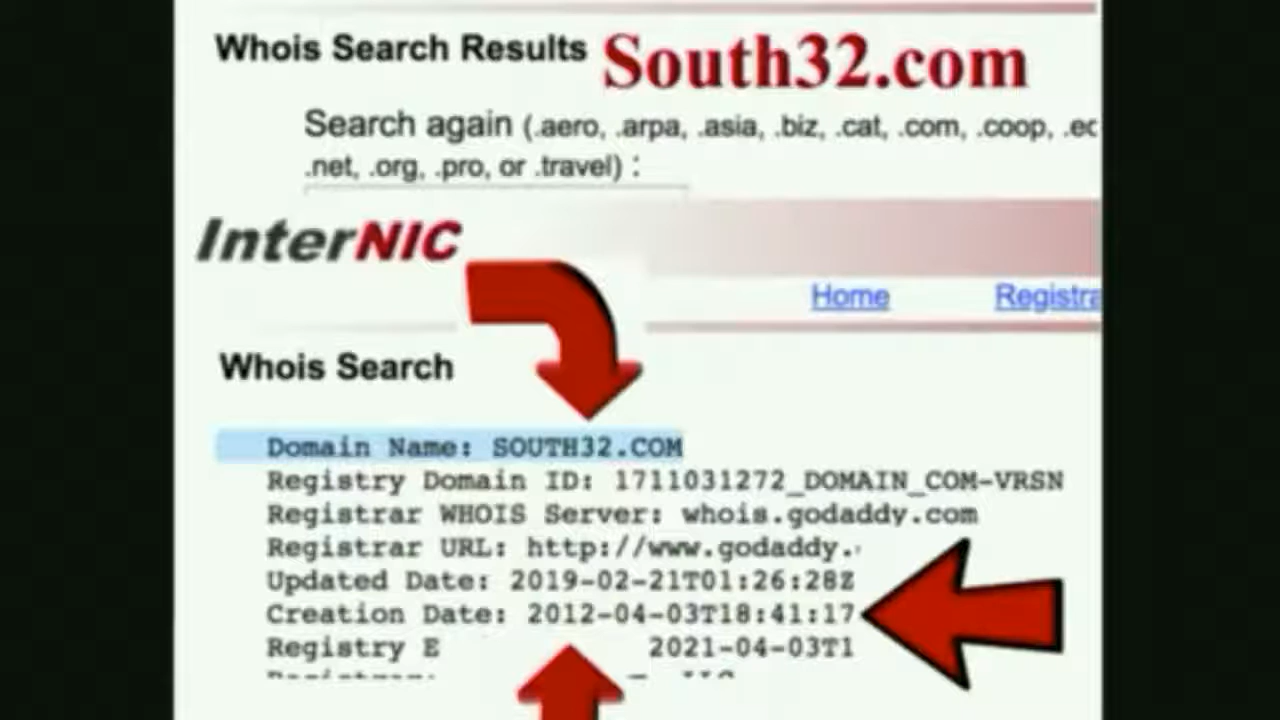 Whois Search Results South32.com
Search again (.aero, .arpa, .asia, .biz, .cat, .com, .coop, .ec
.net, .org, .pro, or .travel) :
InterNIC
Home Registra
Whois Search
Domain Name: SOUTH32.COM
Registry Domain ID: 1711031272_DOMAIN_COM-VRSN
Registrar WHOIS Server: whois.godaddy.com
Registrar URL: http://www.godaddy.
Updated Date: 2019-02-21T01:26:28Z
Creation Date: 2012-04-03T18:41:17
Registry E 2021-04-03T1